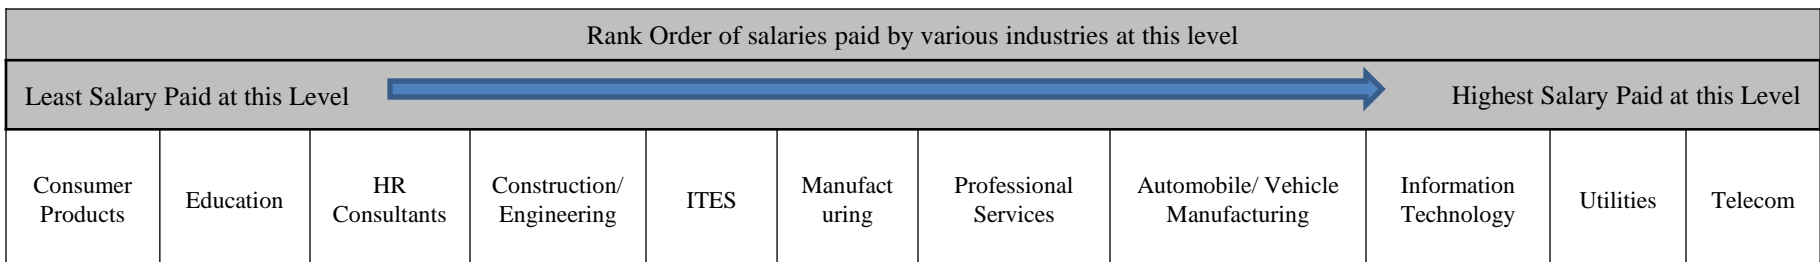 Rank Order of salaries paid by various industries at this level
Least Salary Paid at this Level
Highest Salary Paid at this Level
Consumer
Products
Education
HR
Consultants
Construction/
Engineering
ITES
Manufact
uring
Professional
Services
Automobile/ Vehicle
Manufacturing
Information
Technology
Utilities
Telecom